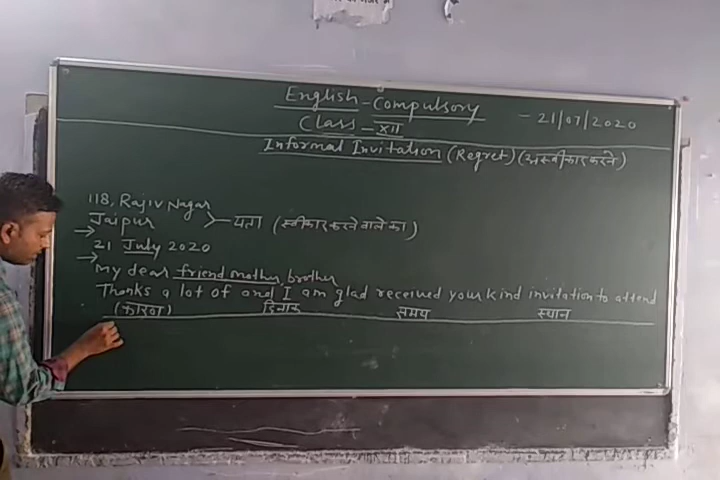 English - Compulsory
- 21/07/2020
Class - XII
Informal Invitation (Regret) (अस्वीकार करने)
118, Rajiv Nagar
Jaipur
पता (स्वीकार करने वाले का)
21 July 2020
My dear friend mother, brother
Thanks a lot of and I am glad received your kind invitation to attend
(कारण) दिनांक समय स्थान